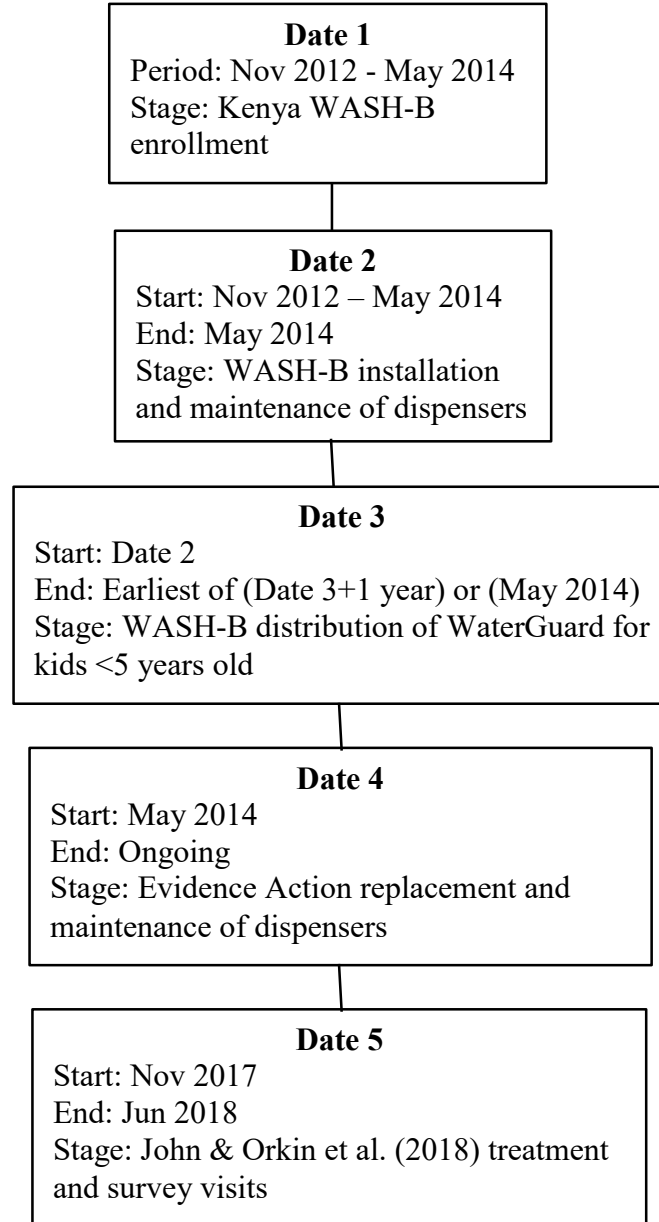 Date 1
Period: Nov 2012 - May 2014
Stage: Kenya WASH-B
enrollment
Date 2
Start: Nov 2012 – May 2014
End: May 2014
Stage: WASH-B installation
and maintenance of dispensers
Date 3
Start: Date 2
End: Earliest of (Date 3+1 year) or (May 2014)
Stage: WASH-B distribution of WaterGuard for
kids <5 years old
Date 4
Start: May 2014
End: Ongoing
Stage: Evidence Action replacement and
maintenance of dispensers
Date 5
Start: Nov 2017
End: Jun 2018
Stage: John & Orkin et al. (2018) treatment
and survey visits